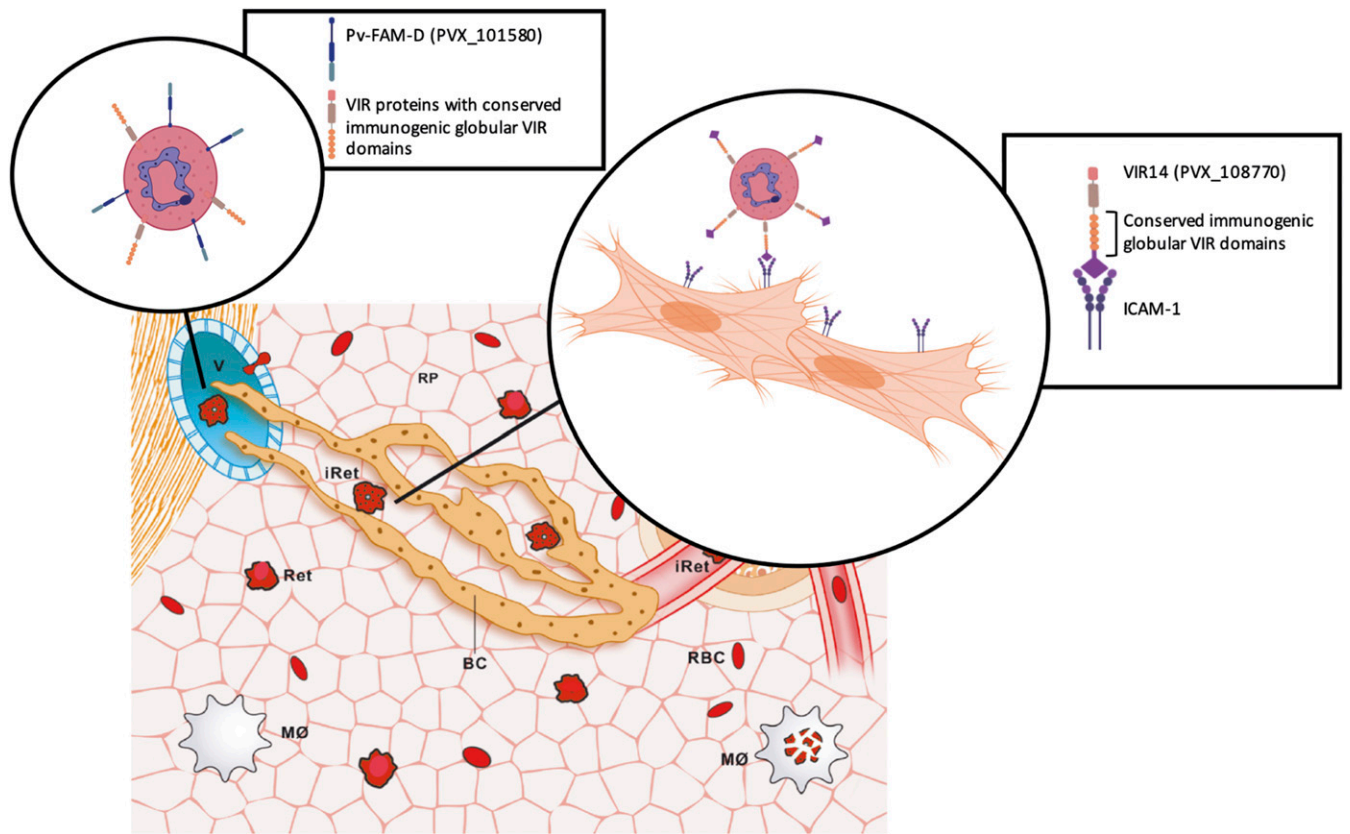 Pv-FAM-D (PVX_101580)
VIR proteins with conserved
immunogenic globular VIR
domains
VIR14 (PVX_108770)
Conserved immunogenic
globular VIR domains
ICAM-1
V
RP
iRet
iRet
Ret
BC
RBC
MØ
MØ